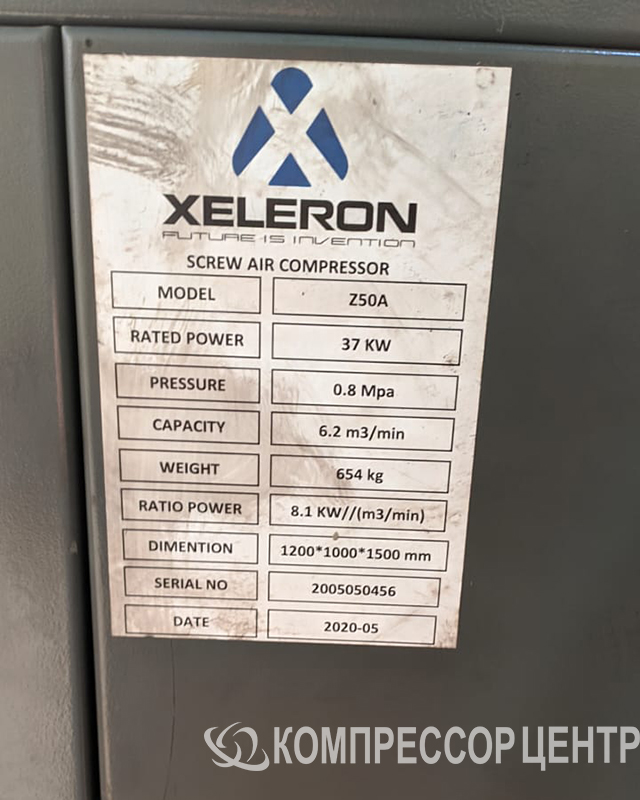 XELERON
FUTURE IS INVENTION
SCREW AIR COMPRESSOR
MODEL Z50A
RATED POWER 37 KW
PRESSURE 0.8 Mpa
CAPACITY 6.2 m3/min
WEIGHT 654 kg
RATIO POWER 8.1 KW//(m3/min)
DIMENTION 1200*1000*1500 mm
SERIAL NO 2005050456
DATE 2020-05
КОМПРЕССОРЦЕНТР